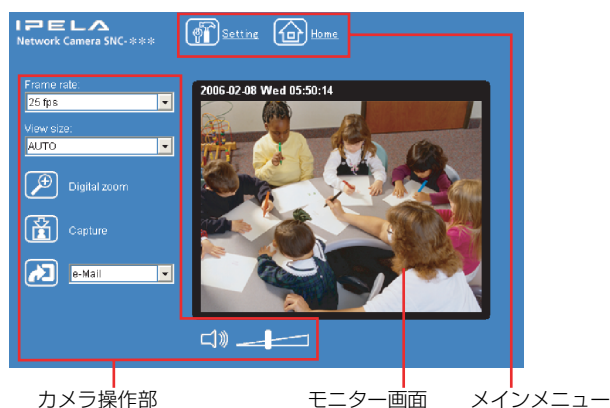 IPELA
Network Camera SNC-***
Setting
Home
Frame rate:
25 fps
View size:
AUTO
Digital zoom
Capture
e-Mail
2006-02-08 Wed 05:50:14
カメラ操作部
モニター画面
メインメニュー